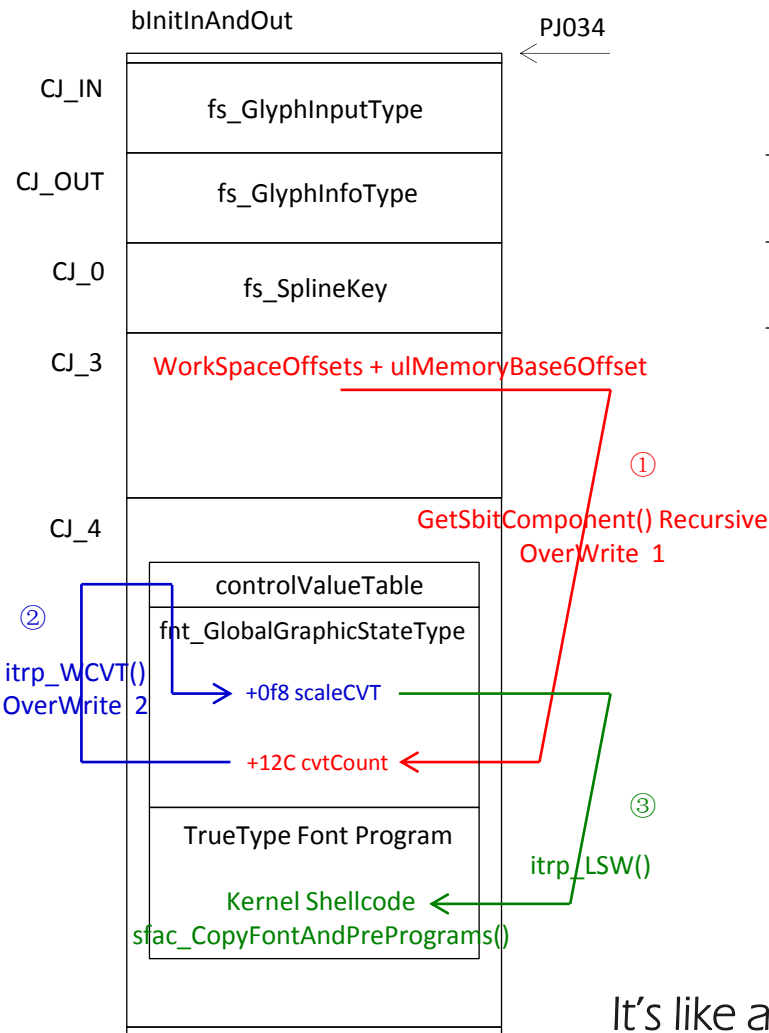 bInitInAndOut
PJ034
CJ_IN
fs_GlyphInputType
CJ_OUT
fs_GlyphInfoType
CJ_0
fs_SplineKey
CJ_3
WorkSpaceOffsets + ulMemoryBase6Offset
①
CJ_4
GetSbitComponent() Recursive
OverWrite 1
controlValueTable
②
fnt_GlobalGraphicStateType
itrp_WCVT()
OverWrite 2
+0f8 scaleCVT
+12C cvtCount
③
TrueType Font Program
itrp_LSW()
Kernel Shellcode
sfac_CopyFontAndPrePrograms()
It's like a